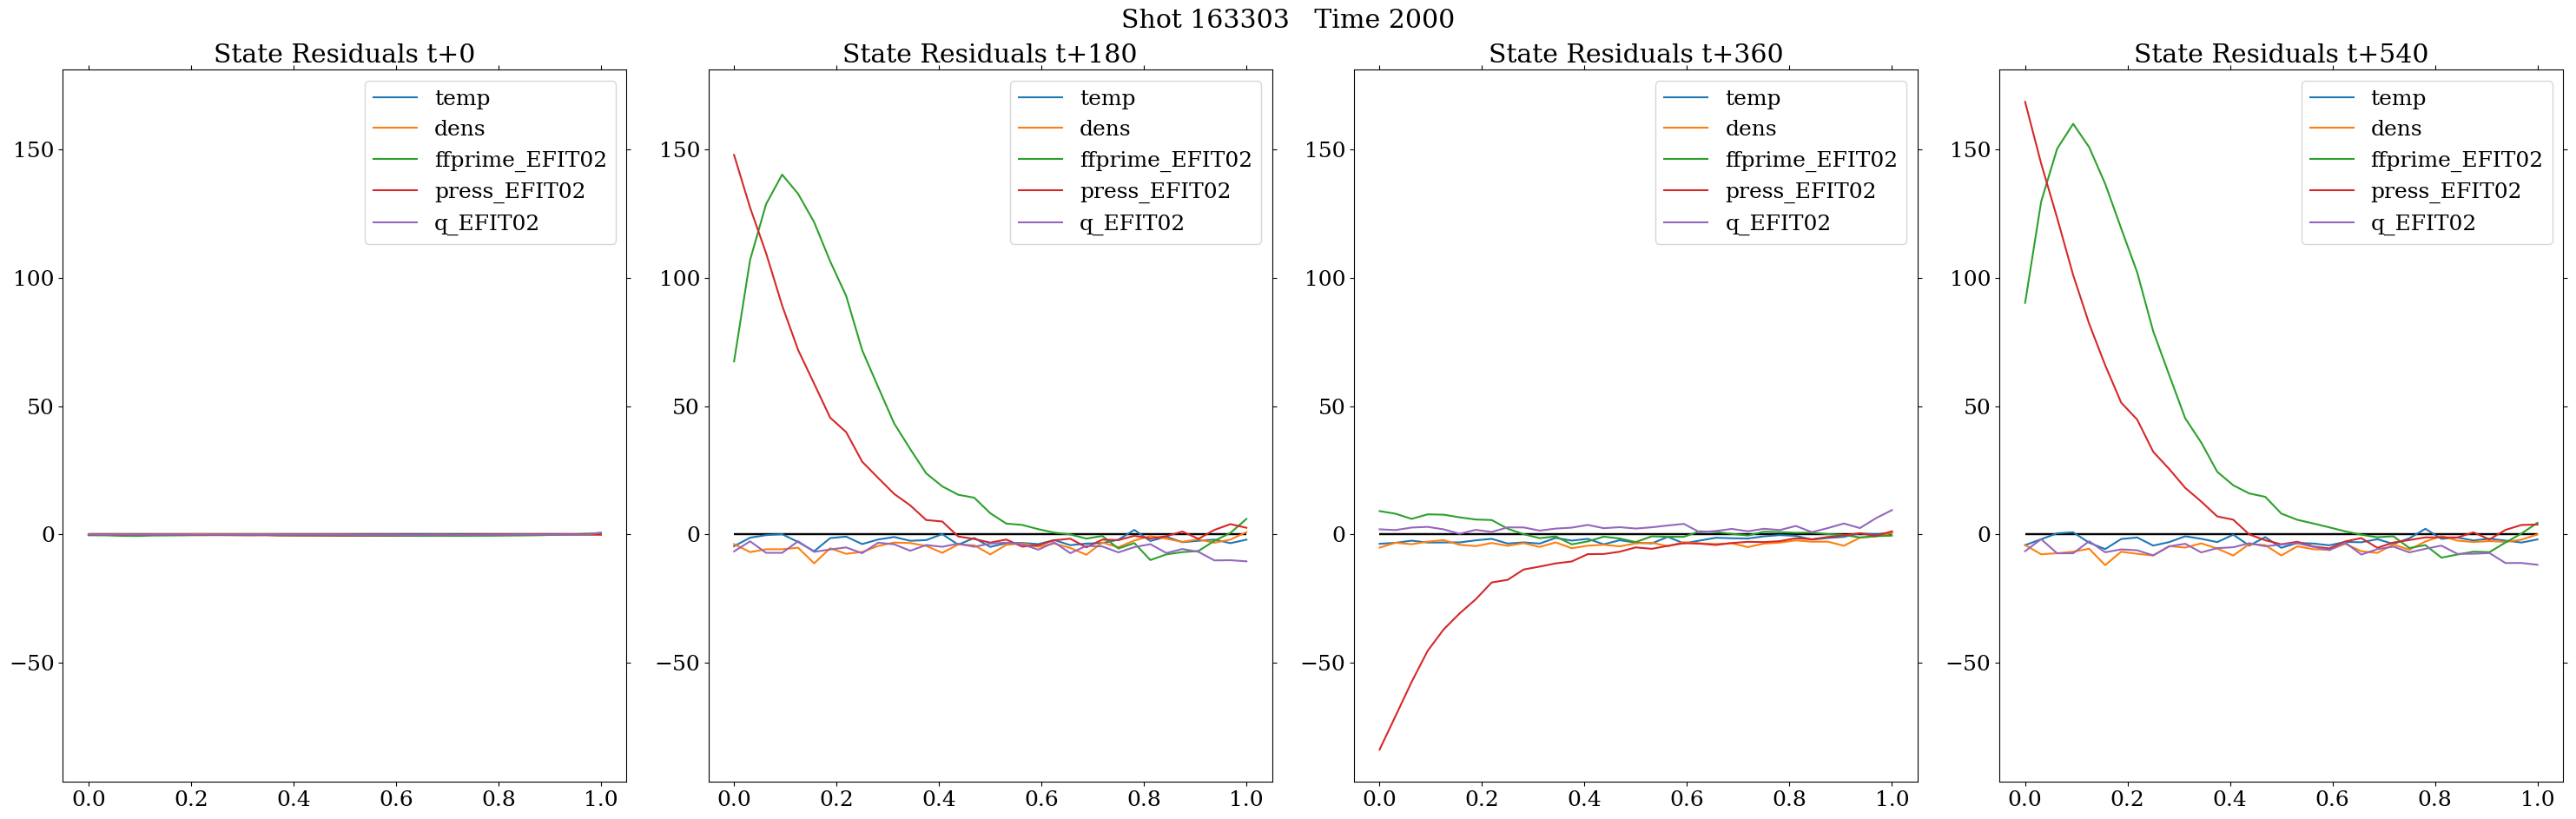 Shot 163303   Time 2000
State Residuals t+0
temp
dens
ffprime_EFIT02
press_EFIT02
q_EFIT02
150
100
50
0
−50
0.0 0.2 0.4 0.6 0.8 1.0
State Residuals t+180
temp
dens
ffprime_EFIT02
press_EFIT02
q_EFIT02
150
100
50
0
−50
0.0 0.2 0.4 0.6 0.8 1.0
State Residuals t+360
temp
dens
ffprime_EFIT02
press_EFIT02
q_EFIT02
150
100
50
0
−50
0.0 0.2 0.4 0.6 0.8 1.0
State Residuals t+540
temp
dens
ffprime_EFIT02
press_EFIT02
q_EFIT02
150
100
50
0
−50
0.0 0.2 0.4 0.6 0.8 1.0